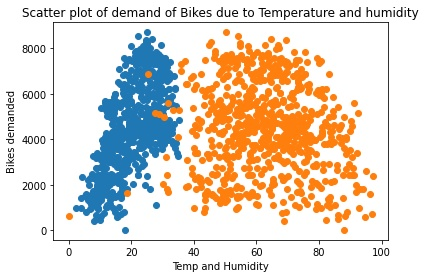 Scatter plot of demand of Bikes due to Temperature and humidity
8000
6000
4000
2000
0
Bikes demanded
0 20 40 60 80 100
Temp and Humidity